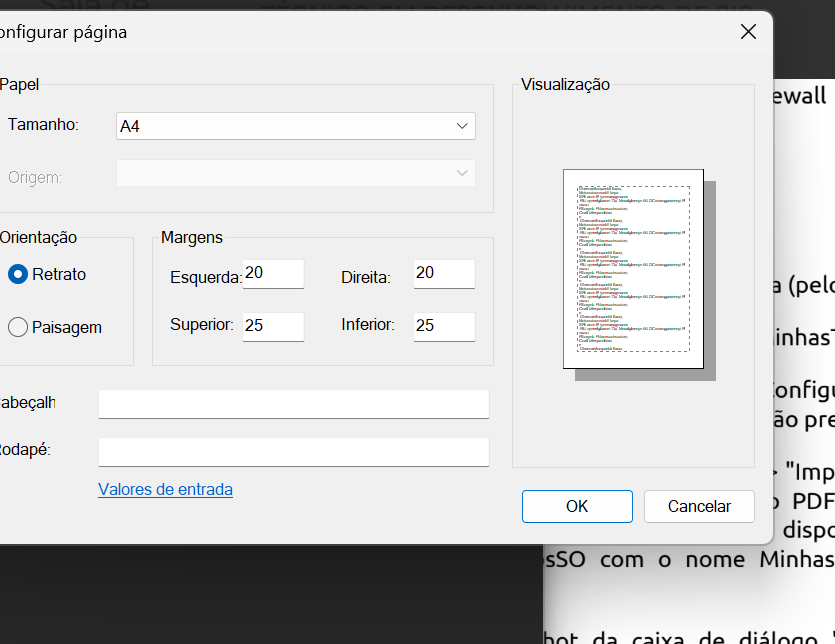 onfigurar página
Papel
Tamanho:
A4
Origem:
Orientação
Retrato
Paisagem
Margens
Esquerda:
20
Direita:
20
Superior:
25
Inferior:
25
abeçalh
odapé:
Valores de entrada
Visualização
OK
Cancelar
ewall
a (pelo
inhasT
onfigu
ão pre
> "Imp
o PDF
dispo
sSO com o nome Minhas
hot da caixa de diálogo "